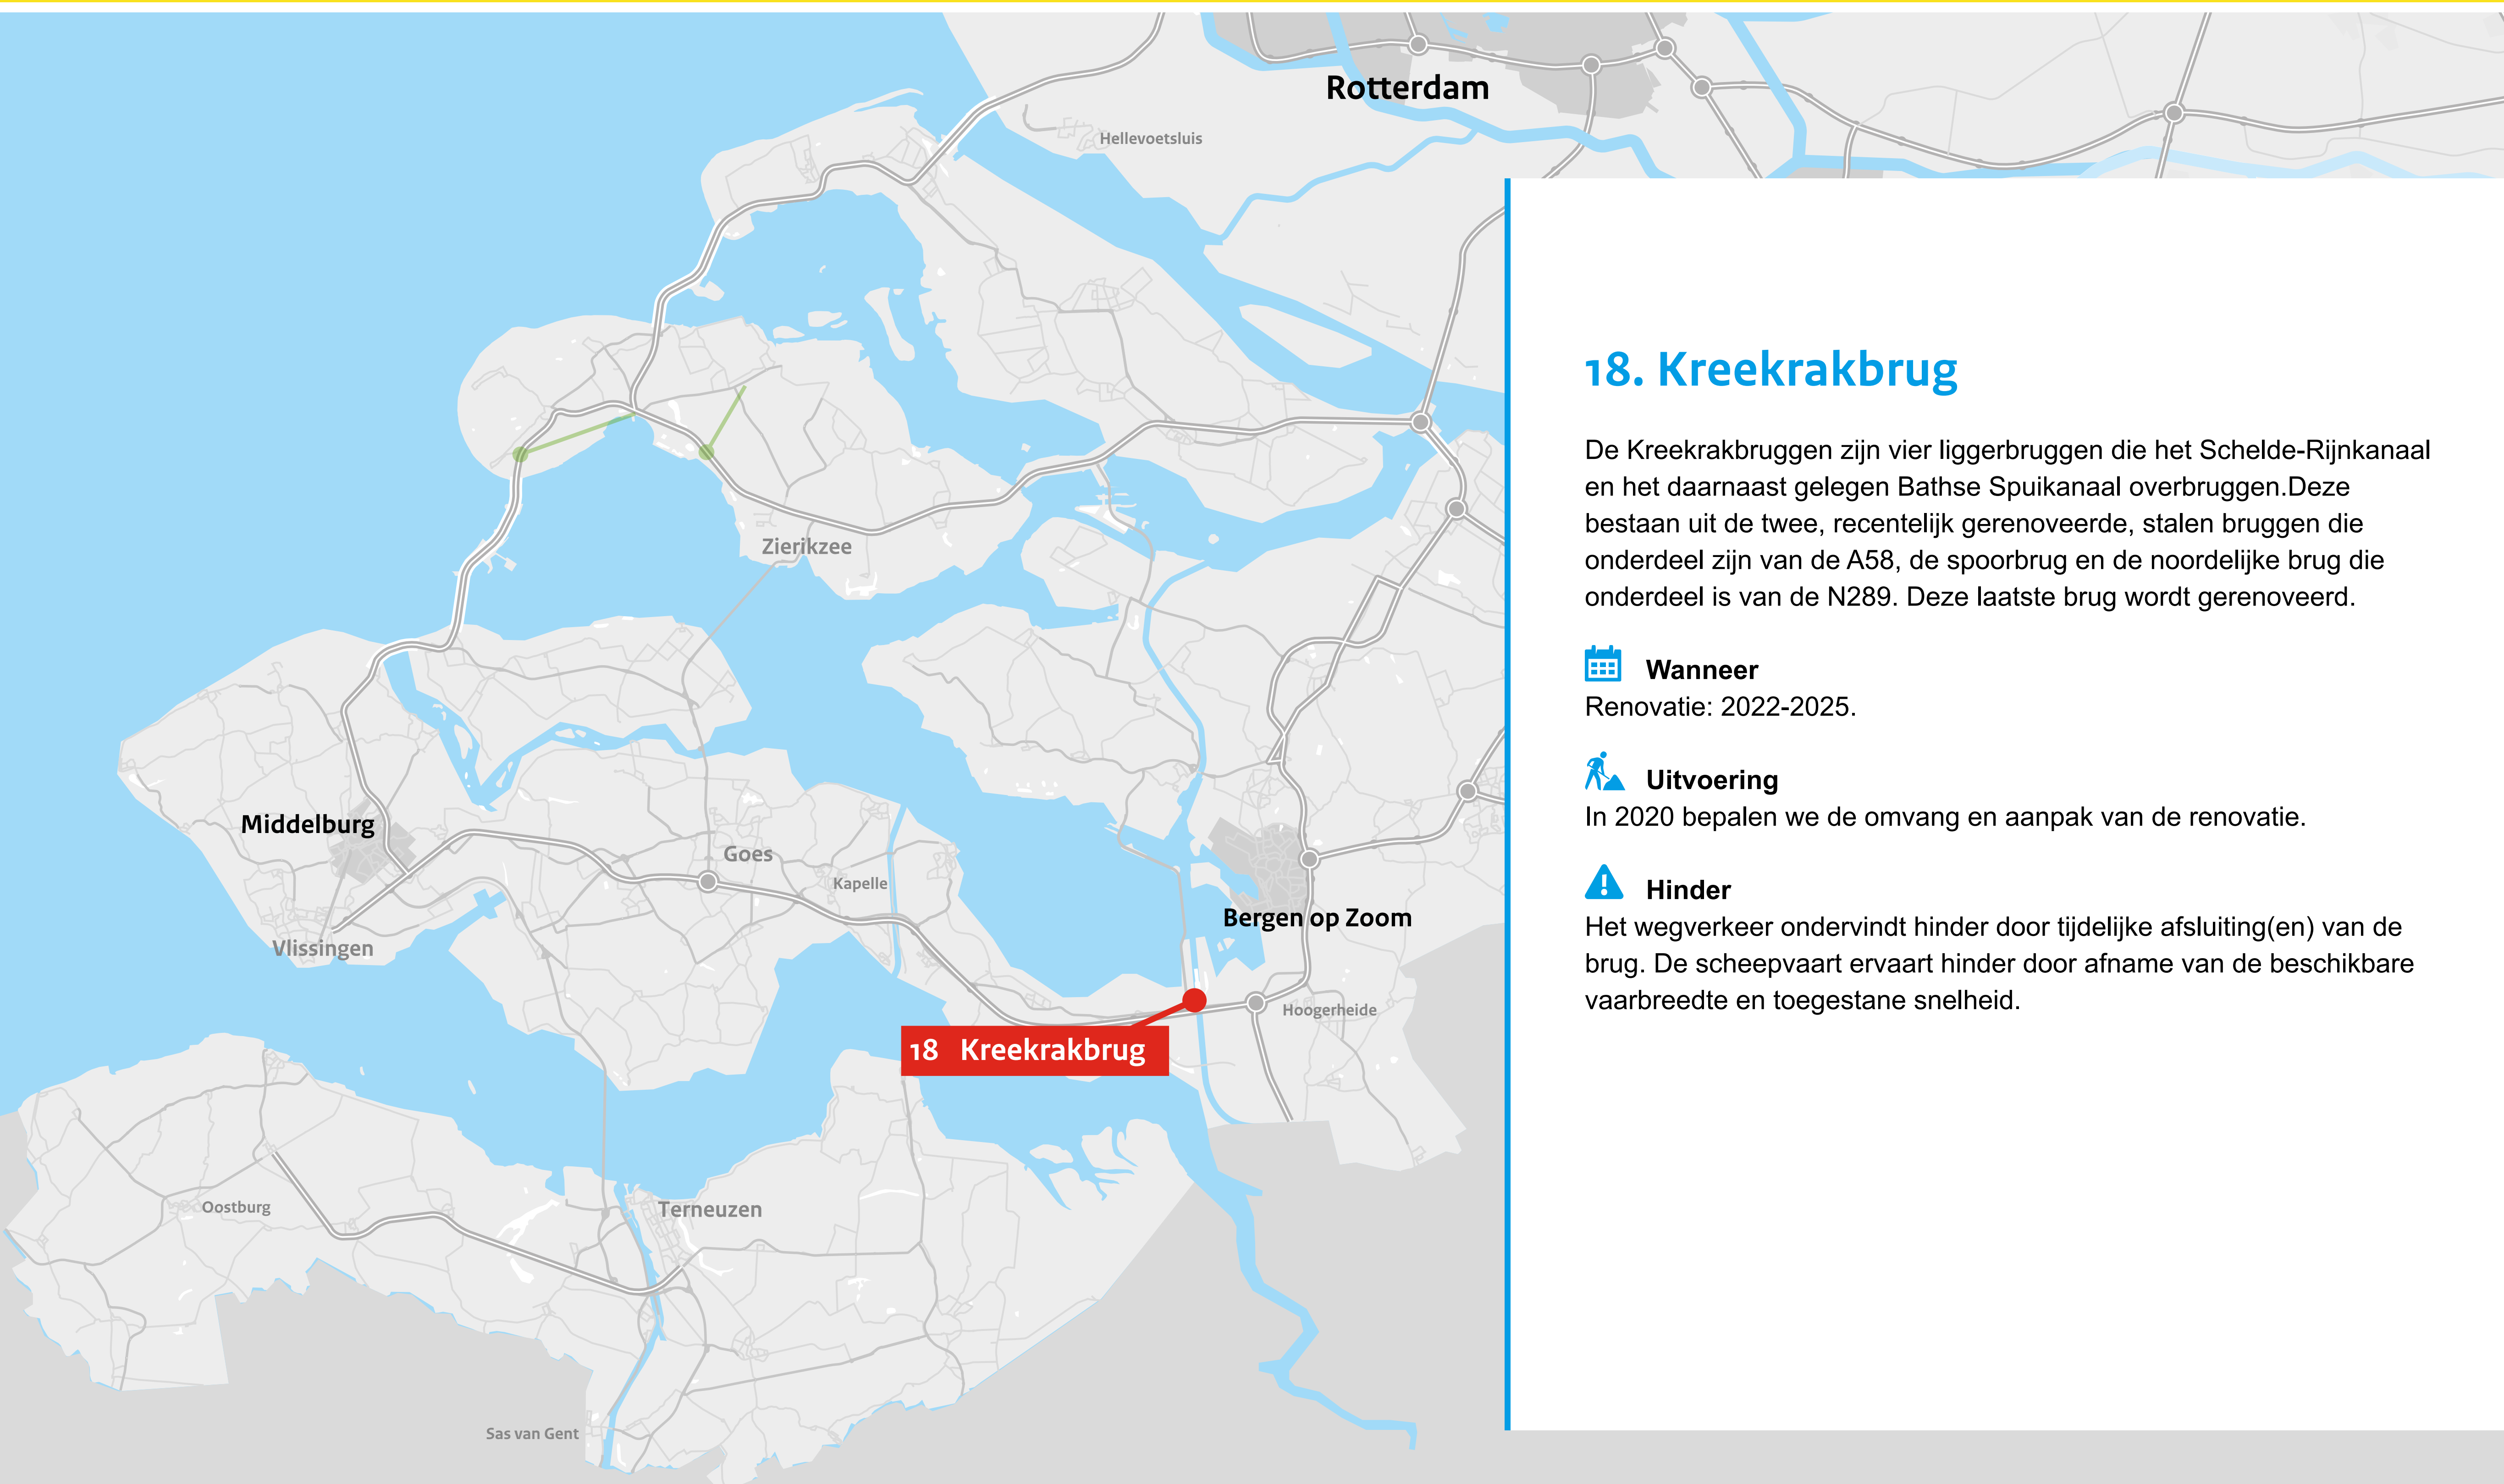 Rotterdam
Hellevoetsluis
Zierikzee
Middelburg
Goes
Kapelle
Vlissingen
Bergen op Zoom
Hoogerheide
18 Kreekrakbrug
Oostburg
Terneuzen
Sas van Gent
18. Kreekrakbrug
De Kreekrakbruggen zijn vier liggerbruggen die het Schelde-Rijnkanaal
en het daarnaast gelegen Bathse Spuikanaal overbruggen.Deze
bestaan uit de twee, recentelijk gerenoveerde, stalen bruggen die
onderdeel zijn van de A58, de spoorbrug en de noordelijke brug die
onderdeel is van de N289. Deze laatste brug wordt gerenoveerd.
Wanneer
Renovatie: 2022-2025.
Uitvoering
In 2020 bepalen we de omvang en aanpak van de renovatie.
Hinder
Het wegverkeer ondervindt hinder door tijdelijke afsluiting(en) van de
brug. De scheepvaart ervaart hinder door afname van de beschikbare
vaarbreedte en toegestane snelheid.